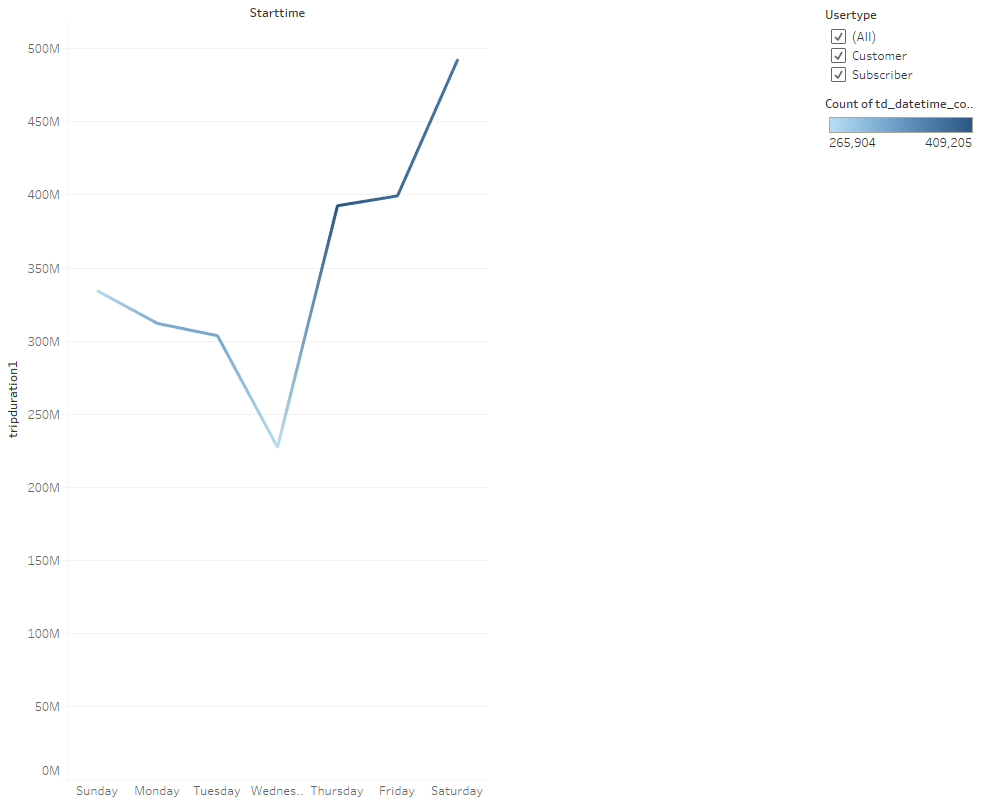 Starttime
500M
450M
400M
350M
300M
250M
200M
150M
100M
50M
0M
tripduration1
Sunday Monday Tuesday Wednes.. Thursday Friday Saturday
Usertype
(All)
Customer
Subscriber
Count of td_datetime_co..
265,904 409,205